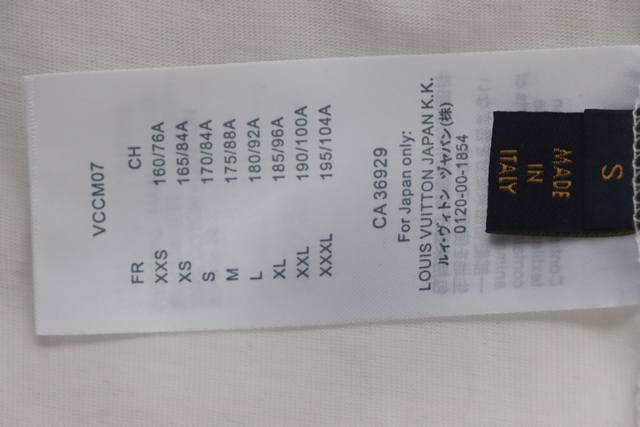 VCCM07
FR CH
XXS 160/76A
XS 165/84A
S 170/84A
M 175/88A
L 180/92A
XL 185/96A
XXL 190/100A
XXXL 195/104A
CA 36929
For Japan only:
LOUIS VUITTON JAPAN K.K.
ルイ・ヴィトン ジャパン(株)
0120-00-1854
S
MADE
IN
ITALY